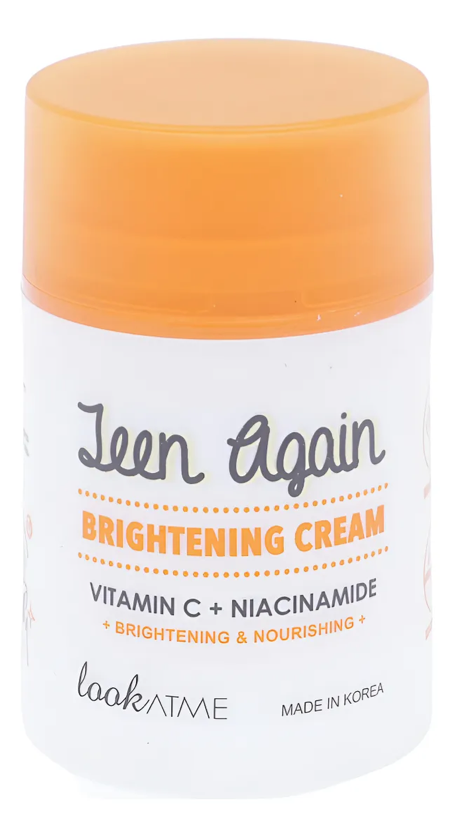 Teen Again
BRIGHTENING CREAM
VITAMIN C + NIACINAMIDE
+ BRIGHTENING & NOURISHING +
lookATME
MADE IN KOREA